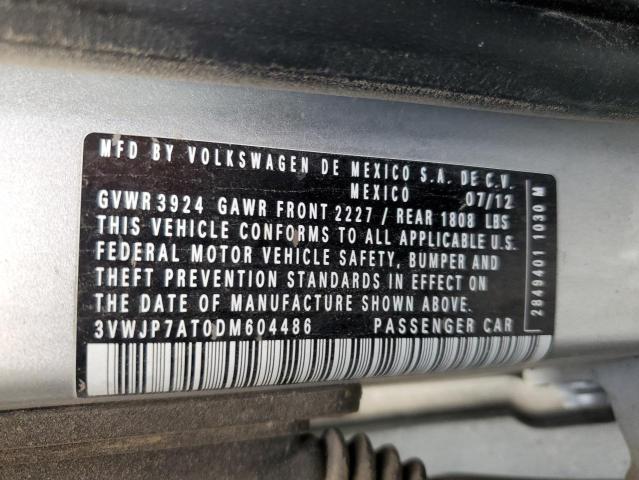 MFD BY VOLKSWAGEN DE MEXICO S.A. DE C.V.
MEXICO 07/12
GVWR 3924 GAWR FRONT 2227 / REAR 1808 LBS
THIS VEHICLE CONFORMS TO ALL APPLICABLE U.S.
FEDERAL MOTOR VEHICLE SAFETY, BUMPER AND
THEFT PREVENTION STANDARDS IN EFFECT ON
THE DATE OF MANUFACTURE SHOWN ABOVE.
3VWJP7AT0DM604486 PASSENGER CAR
2849401 1030 M